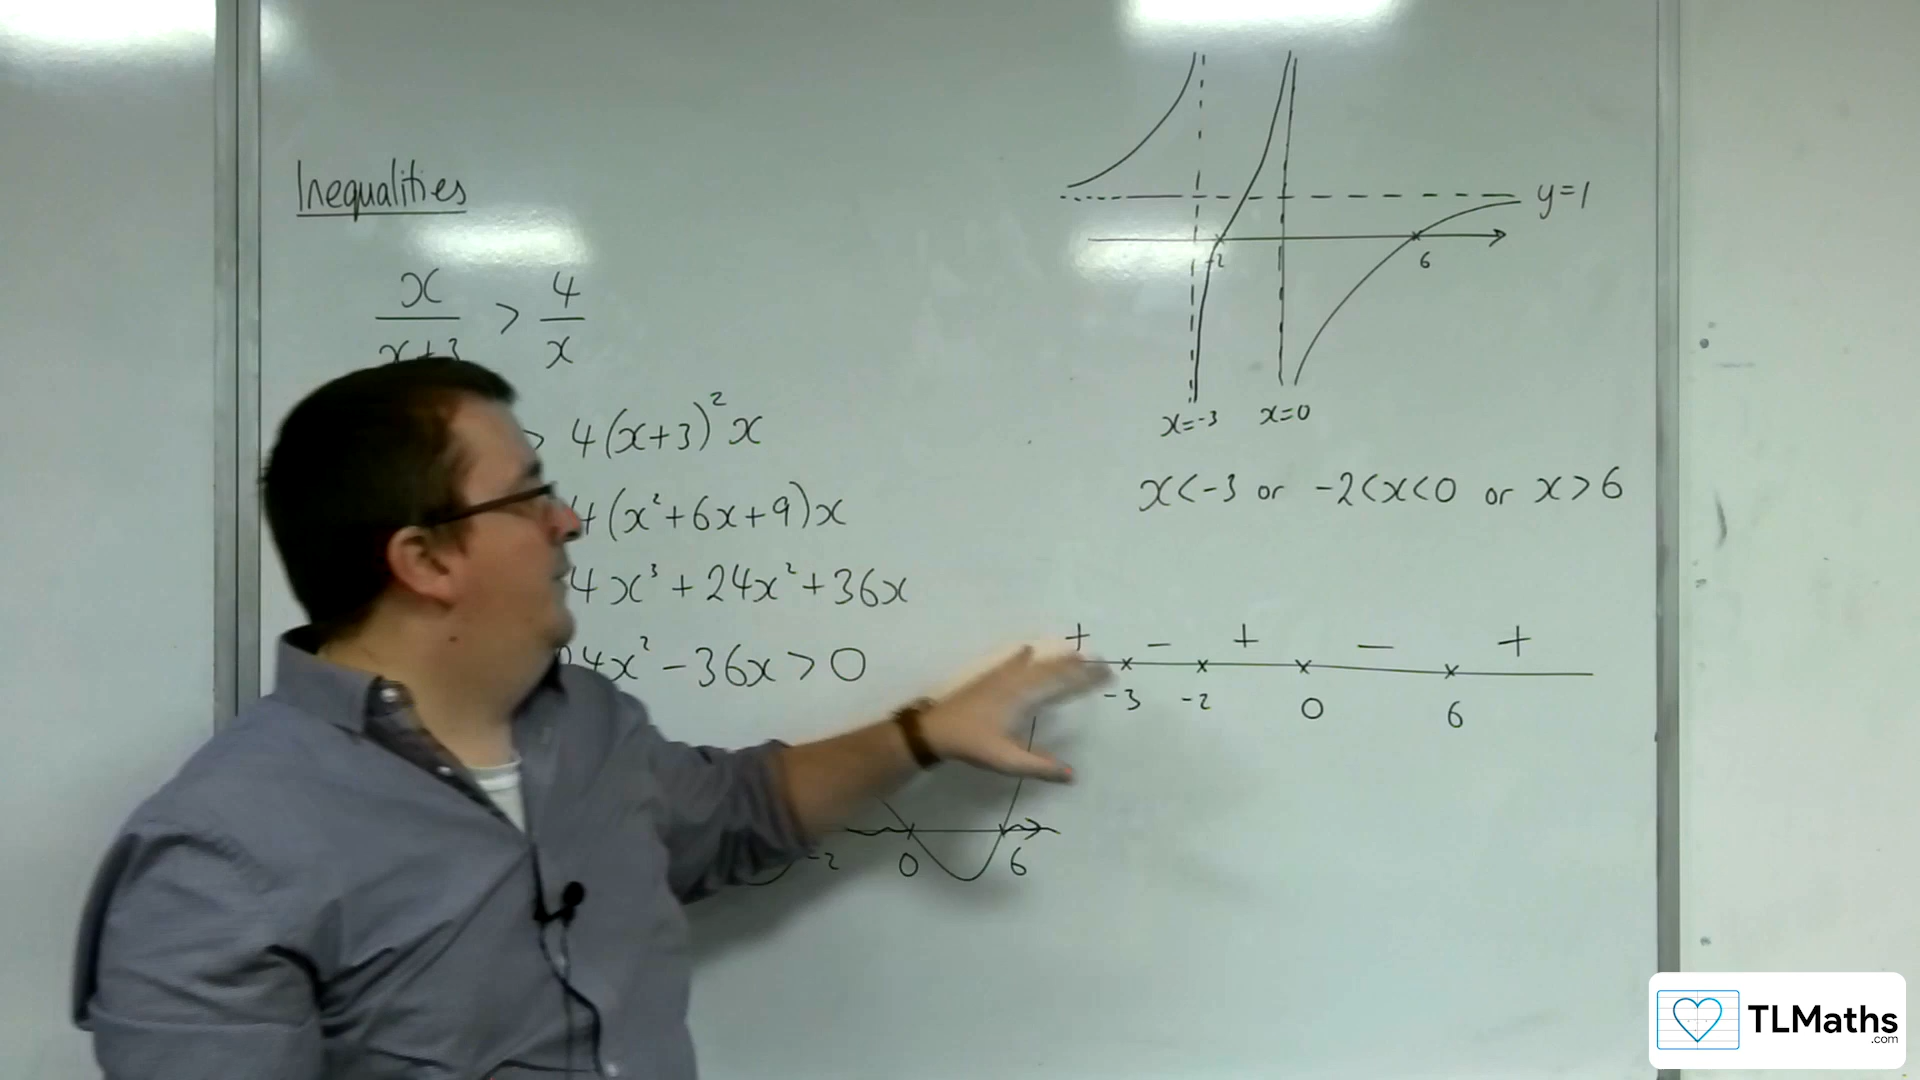 Inequalities
x/x+3 > 4/x
> 4(x+3)²x
4(x²+6x+9)x
4x³+24x²+36x
4x²-36x>0
-2 0 6
y=1
-2 6
x=-3 x=0
x<-3 or -2<x<0 or x>6
+ - + - +
-3 -2 0 6
TLMaths
.com